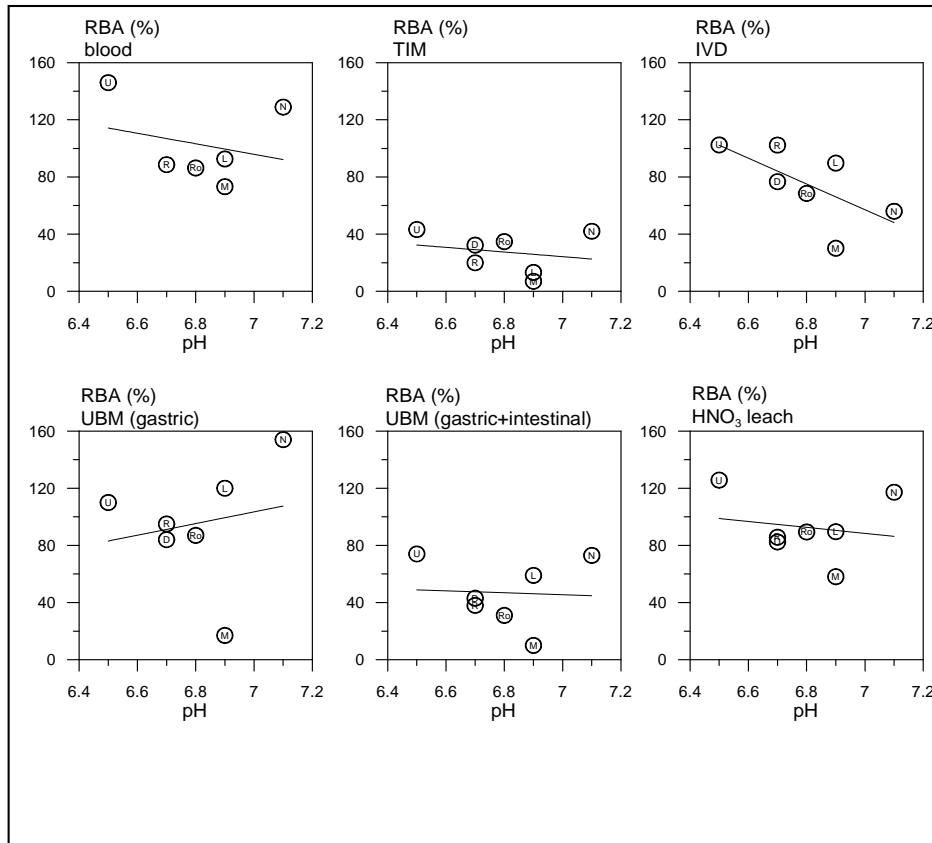 RBA (%)
blood
160
120
80
40
0
U
N
R
Ro
L
M
6.4 6.6 6.8 7 7.2
pH
RBA (%)
TIM
160
120
80
40
0
U
D
Ro
N
R
L
M
6.4 6.6 6.8 7 7.2
pH
RBA (%)
IVD
160
120
80
40
0
U
R
L
D
Ro
N
M
6.4 6.6 6.8 7 7.2
pH
RBA (%)
UBM (gastric)
160
120
80
40
0
N
L
U
R
D
Ro
M
6.4 6.6 6.8 7 7.2
pH
RBA (%)
UBM (gastric+intestinal)
160
120
80
40
0
U
N
L
D
R
Ro
M
6.4 6.6 6.8 7 7.2
pH
RBA (%)
HNO₃ leach
160
120
80
40
0
U
N
R
D
Ro
L
M
6.4 6.6 6.8 7 7.2
pH